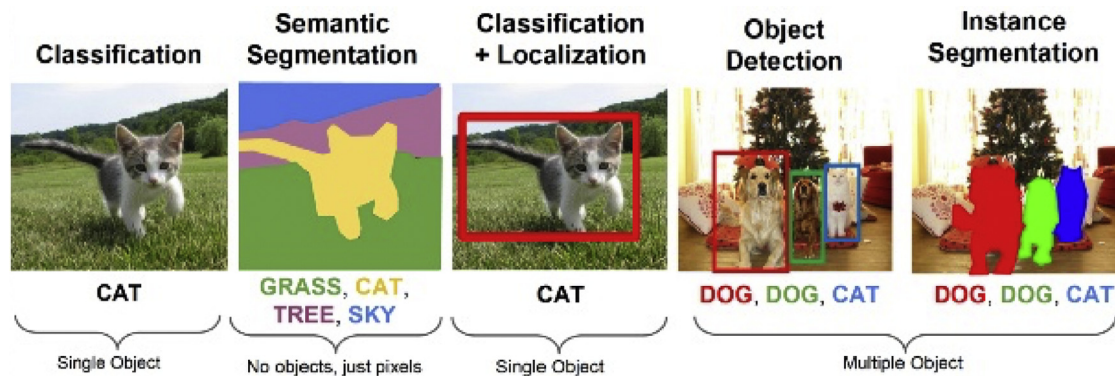 Classification
Semantic
Segmentation
Classification
+ Localization
Object
Detection
Instance
Segmentation
CAT
GRASS, CAT,
TREE, SKY
CAT
DOG, DOG, CAT
DOG, DOG, CAT
Single Object
No objects, just pixels
Single Object
Multiple Object